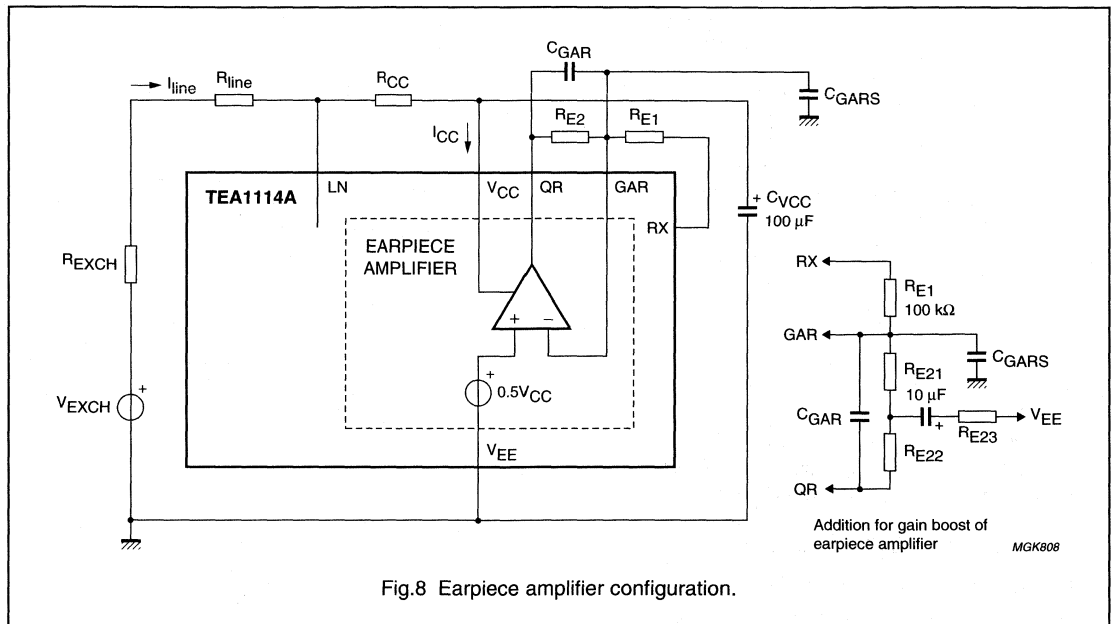 C_GAR
I_line
R_line
R_CC
C_GARS
I_CC
R_E2
R_E1
TEA1114A
LN
V_CC
QR
GAR
RX
C_VCC
+
100 µF
EARPIECE
AMPLIFIER
R_EXCH
+
−
+
0.5V_CC
V_EXCH
+
V_EE
RX
R_E1
100 kΩ
GAR
C_GARS
R_E21
10 µF
C_GAR
+
R_E23
V_EE
R_E22
QR
Addition for gain boost of
earpiece amplifier
MGK808
Fig.8 Earpiece amplifier configuration.